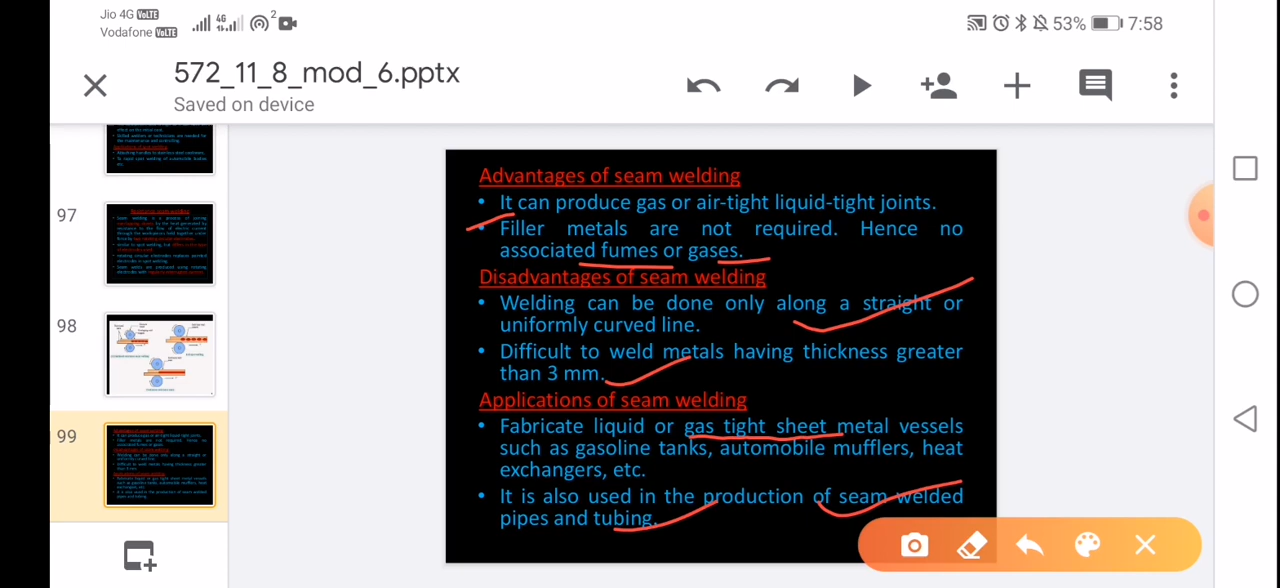 Jio 4G VoLTE
Vodafone VoLTE
4G
2
53%
7:58
572_11_8_mod_6.pptx
Saved on device
97
98
99
Advantages of seam welding
• It can produce gas or air-tight liquid-tight joints.
• Filler metals are not required. Hence no
associated fumes or gases.
Disadvantages of seam welding
• Welding can be done only along a straight or
uniformly curved line.
• Difficult to weld metals having thickness greater
than 3 mm.
Applications of seam welding
• Fabricate liquid or gas tight sheet metal vessels
such as gasoline tanks, automobile mufflers, heat
exchangers, etc.
• It is also used in the production of seam welded
pipes and tubing.